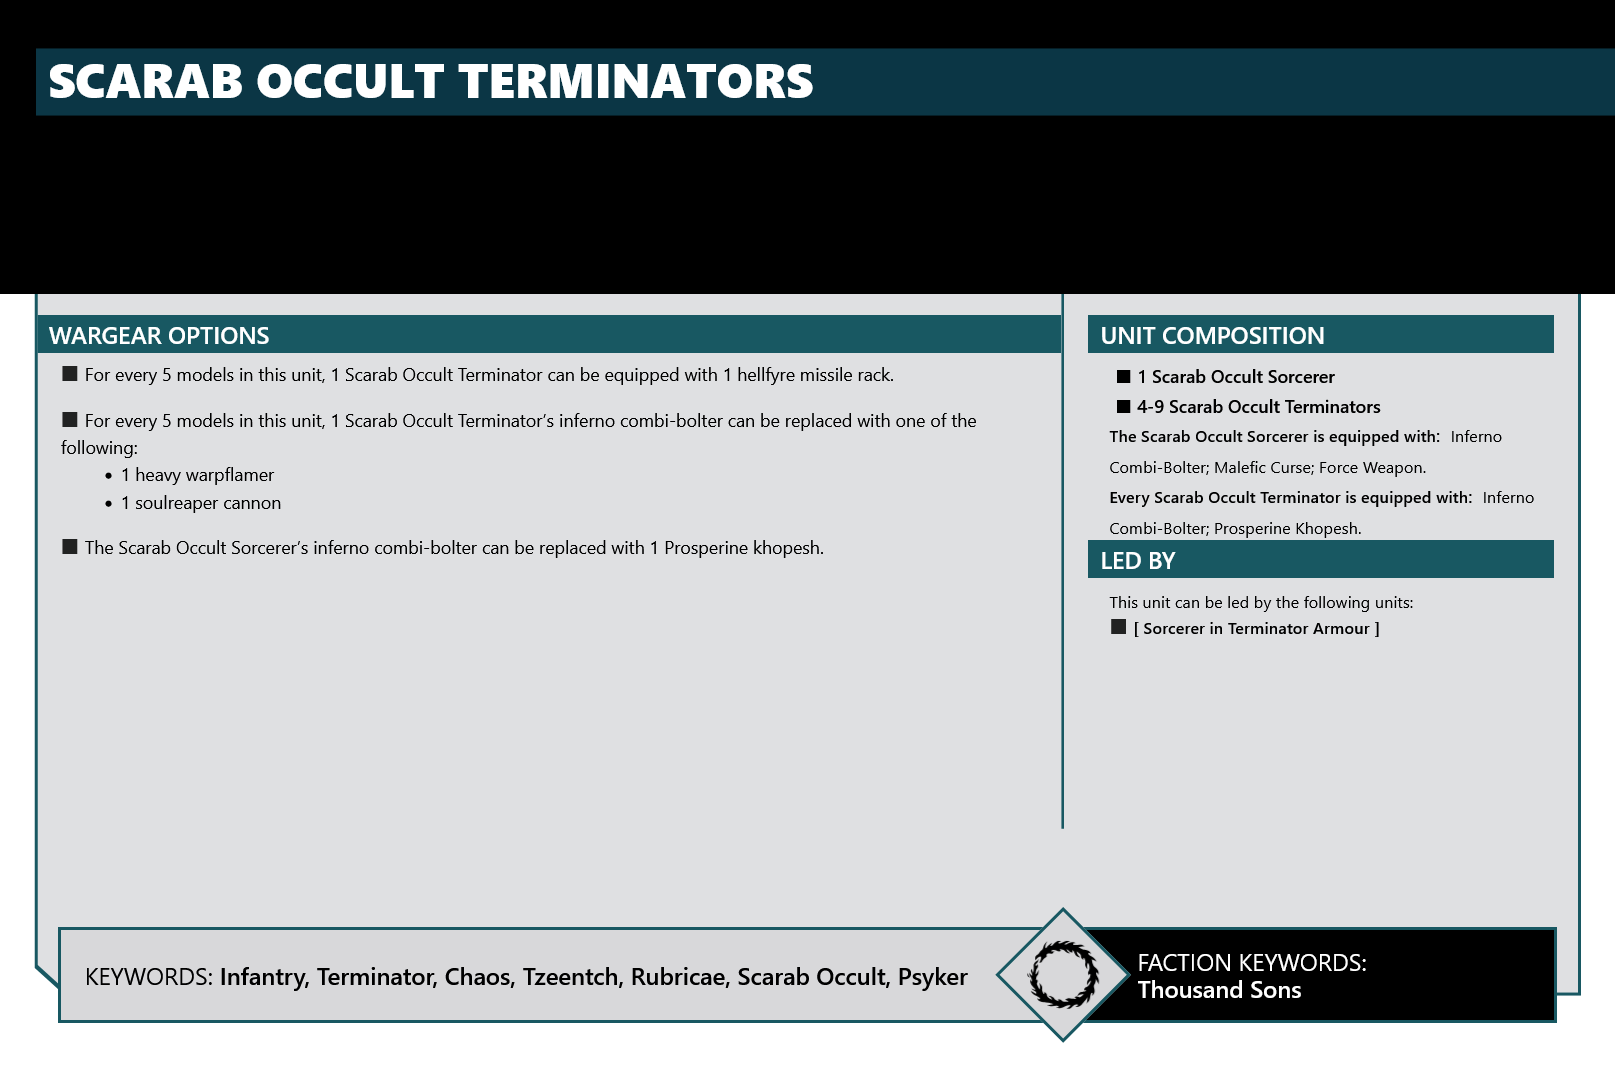 SCARAB OCCULT TERMINATORS
WARGEAR OPTIONS
■ For every 5 models in this unit, 1 Scarab Occult Terminator can be equipped with 1 hellfyre missile rack.
■ For every 5 models in this unit, 1 Scarab Occult Terminator’s inferno combi-bolter can be replaced with one of the
following:
• 1 heavy warpflamer
• 1 soulreaper cannon
■ The Scarab Occult Sorcerer’s inferno combi-bolter can be replaced with 1 Prosperine khopesh.
UNIT COMPOSITION
■ 1 Scarab Occult Sorcerer
■ 4-9 Scarab Occult Terminators
The Scarab Occult Sorcerer is equipped with: Inferno
Combi-Bolter; Malefic Curse; Force Weapon.
Every Scarab Occult Terminator is equipped with: Inferno
Combi-Bolter; Prosperine Khopesh.
LED BY
This unit can be led by the following units:
■ [ Sorcerer in Terminator Armour ]
KEYWORDS: Infantry, Terminator, Chaos, Tzeentch, Rubricae, Scarab Occult, Psyker
FACTION KEYWORDS:
Thousand Sons